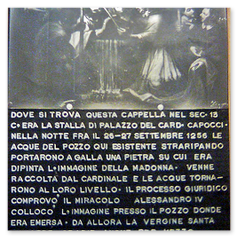 DOVE SI TROVA QUESTA CAPPELLA NEL SEC· 13
C'ERA LA STALLA DI PALAZZO DEL CARD· CAPOCCI·
NELLA NOTTE FRA IL 26-27 SETTEMBRE 1256 LE
ACQUE DEL POZZO QUI ESISTENTE STRARIPANDO
PORTARONO A GALLA UNA PIETRA SU CUI ERA
DIPINTA L'IMMAGINE DELLA MADONNA· VENNE
RACCOLTA DAL CARDINALE E LE ACQUE TORNA-
RONO AL LORO LIVELLO· IL PROCESSO GIURIDICO
COMPROVO' IL MIRACOLO ALESSANDRO IV
COLLOCO' L'IMMAGINE PRESSO IL POZZO DONDE
ERA EMERSA· DA ALLORA LA VERGINE SANTA